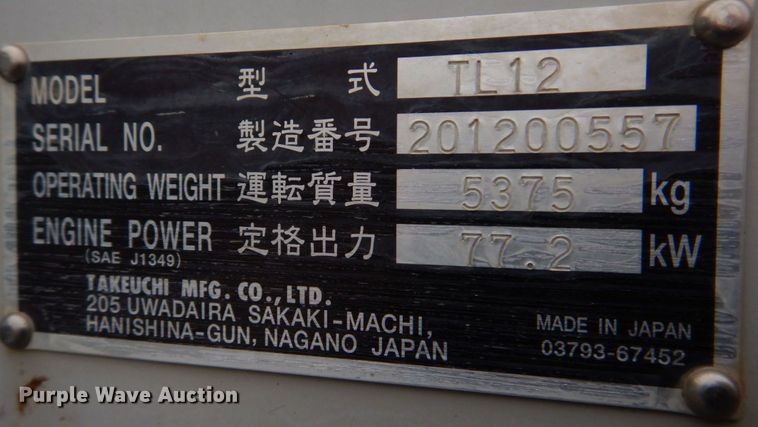 MODEL 型式 TL12
SERIAL NO. 製造番号 201200557
OPERATING WEIGHT 運転質量 5375 kg
ENGINE POWER 定格出力 77.2 kW
(SAE J1349)
TAKEUCHI MFG. CO., LTD.
205 UWADAIRA SAKAKI-MACHI,
HANISHINA-GUN, NAGANO JAPAN
MADE IN JAPAN
03793-67452
Purple Wave Auction